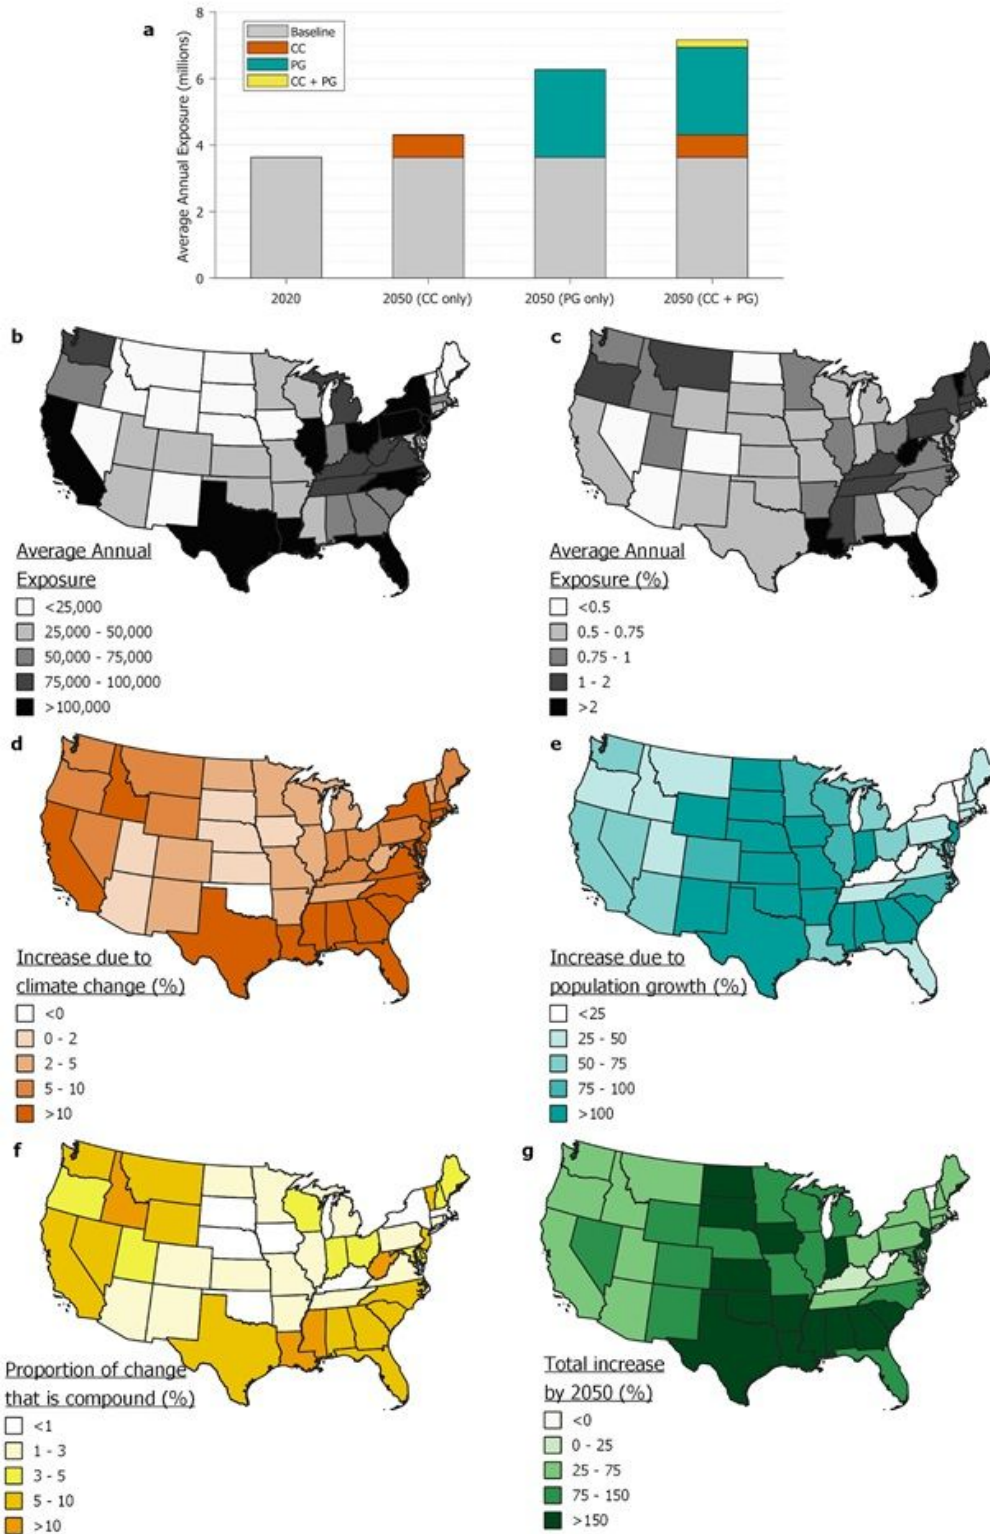 a
Baseline
CC
PG
CC + PG
Average Annual Exposure (millions)
8
6
4
2
0
2020
2050 (CC only)
2050 (PG only)
2050 (CC + PG)
b
Average Annual
Exposure
<25,000
25,000 - 50,000
50,000 - 75,000
75,000 - 100,000
>100,000
c
Average Annual
Exposure (%)
<0.5
0.5 - 0.75
0.75 - 1
1 - 2
>2
d
Increase due to
climate change (%)
<0
0 - 2
2 - 5
5 - 10
>10
e
Increase due to
population growth (%)
<25
25 - 50
50 - 75
75 - 100
>100
f
Proportion of change
that is compound (%)
<1
1 - 3
3 - 5
5 - 10
>10
g
Total increase
by 2050 (%)
<0
0 - 25
25 - 75
75 - 150
>150